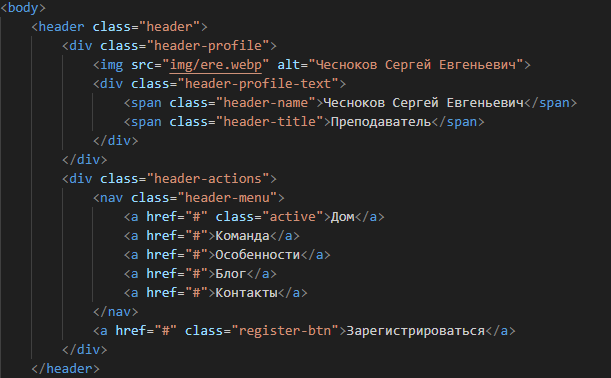 <body>
<header class="header">
<div class="header-profile">
<img src="img/ere.webp" alt="Чесноков Сергей Евгеньевич">
<div class="header-profile-text">
<span class="header-name">Чесноков Сергей Евгеньевич</span>
<span class="header-title">Преподаватель</span>
</div>
</div>
<div class="header-actions">
<nav class="header-menu">
<a href="#" class="active">Дом</a>
<a href="#">Команда</a>
<a href="#">Особенности</a>
<a href="#">Блог</a>
<a href="#">Контакты</a>
</nav>
<a href="#" class="register-btn">Зарегистрироваться</a>
</div>
</header>